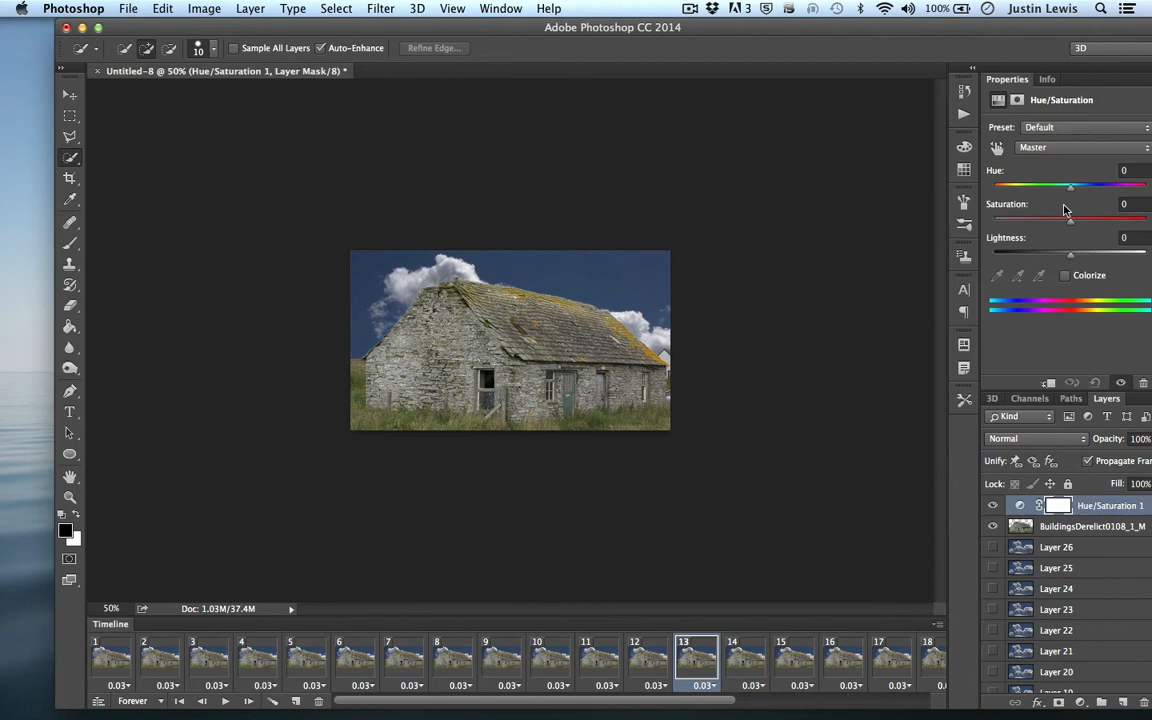 Photoshop File Edit Image Layer Type Select Filter 3D View Window Help 3 5 100% Justin Lewis
Adobe Photoshop CC 2014
10 Sample All Layers Auto-Enhance Refine Edge... 3D
× Untitled-8 @ 50% (Hue/Saturation 1, Layer Mask/8) *
Properties Info
Hue/Saturation
Preset: Default
Master
Hue: 0
Saturation: 0
Lightness: 0
Colorize
3D Channels Paths Layers
Kind
Normal Opacity: 100%
Unify: Propagate Fra
Lock: Fill: 100%
Hue/Saturation 1
BuildingsDerelict0108_1_M
Layer 26
Layer 25
Layer 24
Layer 23
Layer 22
Layer 21
Layer 20
50% Doc: 1.03M/37.4M
Timeline
1 2 3 4 5 6 7 8 9 10 11 12 13 14 15 16 17 18
0.03 0.03 0.03 0.03 0.03 0.03 0.03 0.03 0.03 0.03 0.03 0.03 0.03 0.03 0.03 0.03 0.03 0.03
Forever